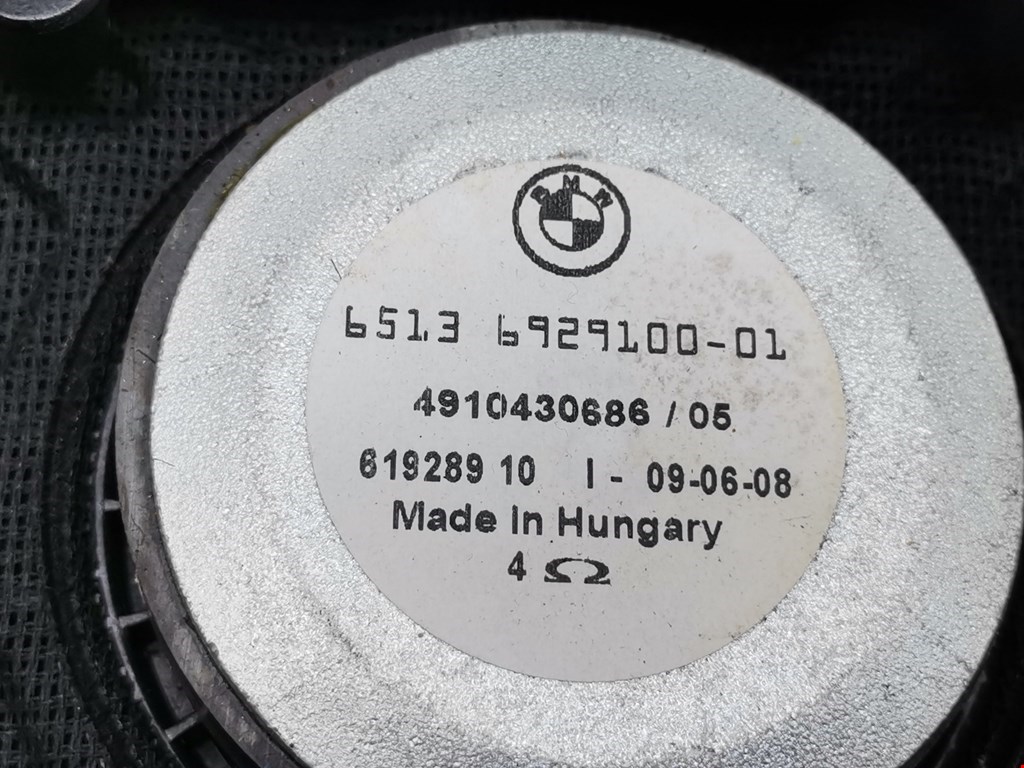 BMW
6513 6929100-01
4910430686 / 05
619289 10 I - 09-06-08
Made in Hungary
4 Ω